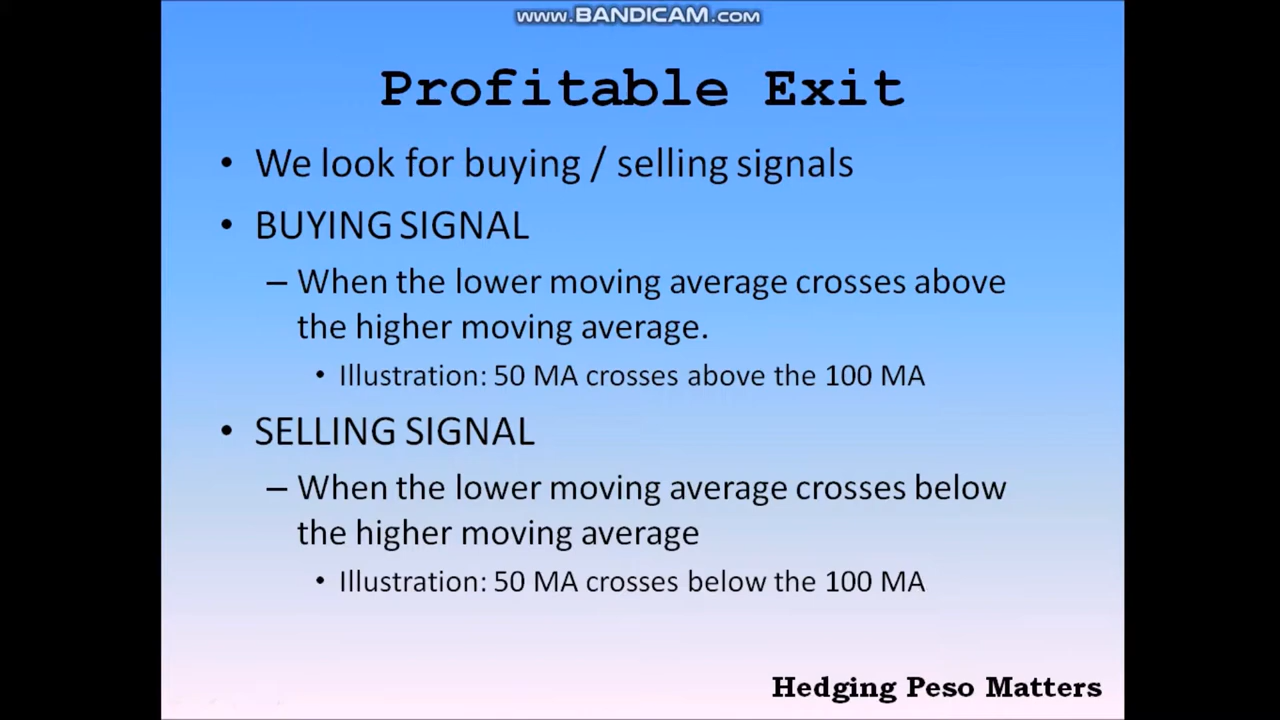 www.BANDICAM.com
Profitable Exit
• We look for buying / selling signals
• BUYING SIGNAL
– When the lower moving average crosses above
the higher moving average.
• Illustration: 50 MA crosses above the 100 MA
• SELLING SIGNAL
– When the lower moving average crosses below
the higher moving average
• Illustration: 50 MA crosses below the 100 MA
Hedging Peso Matters